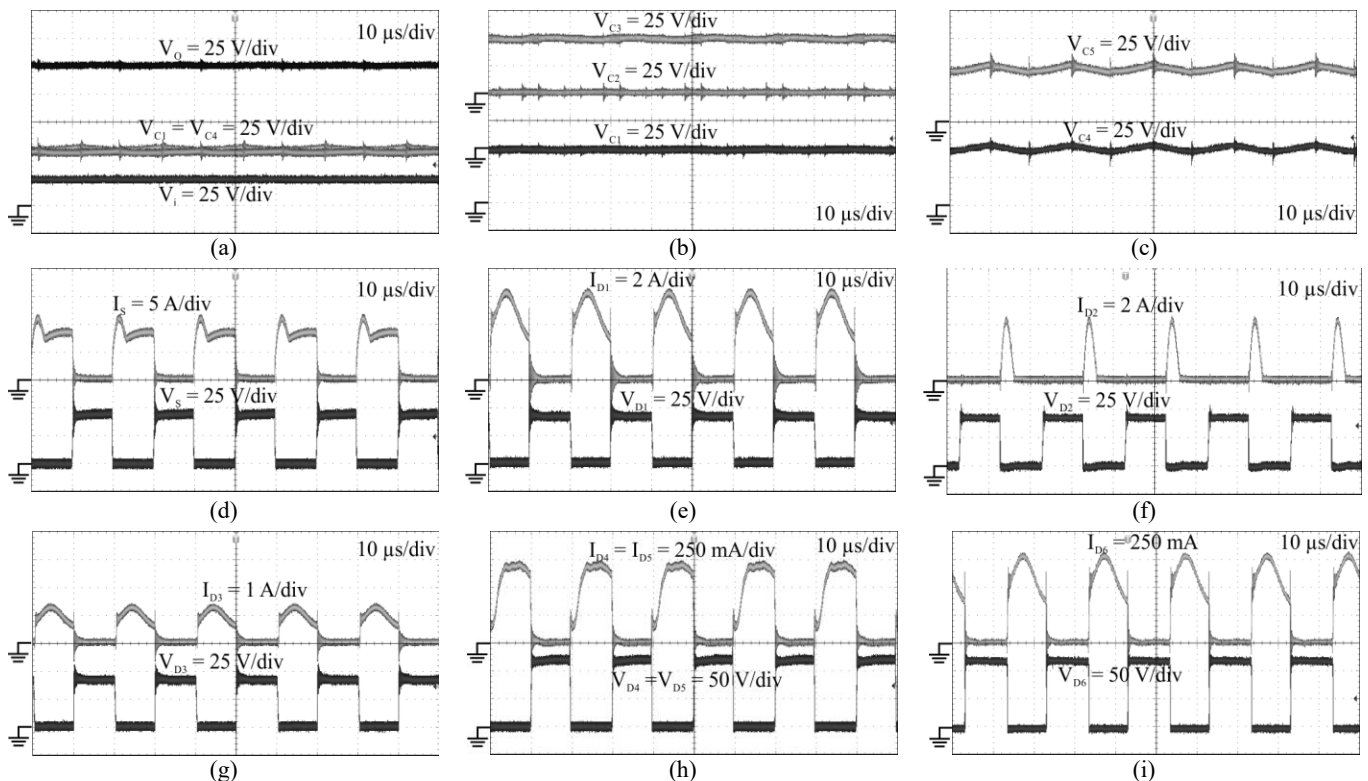 10 µs/div
V_O = 25 V/div
V_C1 = V_C4 = 25 V/div
V_i = 25 V/div
(a)
V_C3 = 25 V/div
V_C2 = 25 V/div
V_C1 = 25 V/div
10 µs/div
(b)
V_C5 = 25 V/div
V_C4 = 25 V/div
10 µs/div
(c)
10 µs/div
I_S = 5 A/div
V_S = 25 V/div
(d)
I_D1 = 2 A/div
10 µs/div
V_D1 = 25 V/div
(e)
10 µs/div
I_D2 = 2 A/div
V_D2 = 25 V/div
(f)
10 µs/div
I_D3 = 1 A/div
V_D3 = 25 V/div
(g)
I_D4 = I_D5 = 250 mA/div
10 µs/div
V_D4 =V_D5 = 50 V/div
(h)
I_D6 = 250 mA
10 µs/div
V_D6 = 50 V/div
(i)